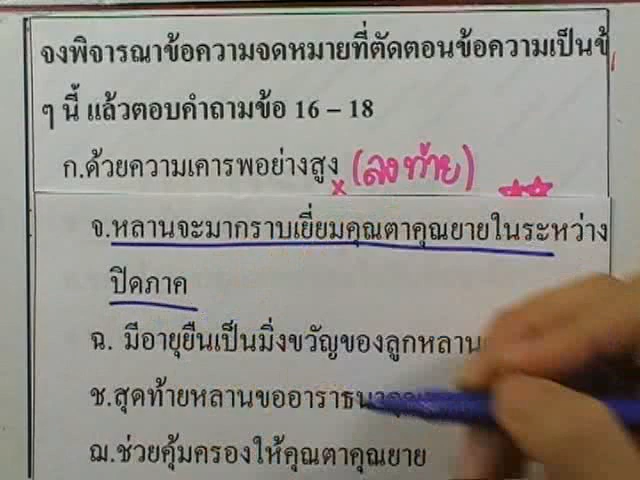 จงพิจารณาข้อความจดหมายที่ตัดตอนข้อความเป็นข้
ๆ นี้ แล้วตอบคำถามข้อ 16 – 18
ก.ด้วยความเคารพอย่างสูง (ลงท้าย)
จ.หลานจะมากราบเยี่ยมคุณตาคุณยายในระหว่าง
ปิดภาค
ฉ. มีอายุยืนเป็นมิ่งขวัญของลูกหลาน
ช.สุดท้ายหลานขออาราธนา
ฌ.ช่วยคุ้มครองให้คุณตาคุณยาย